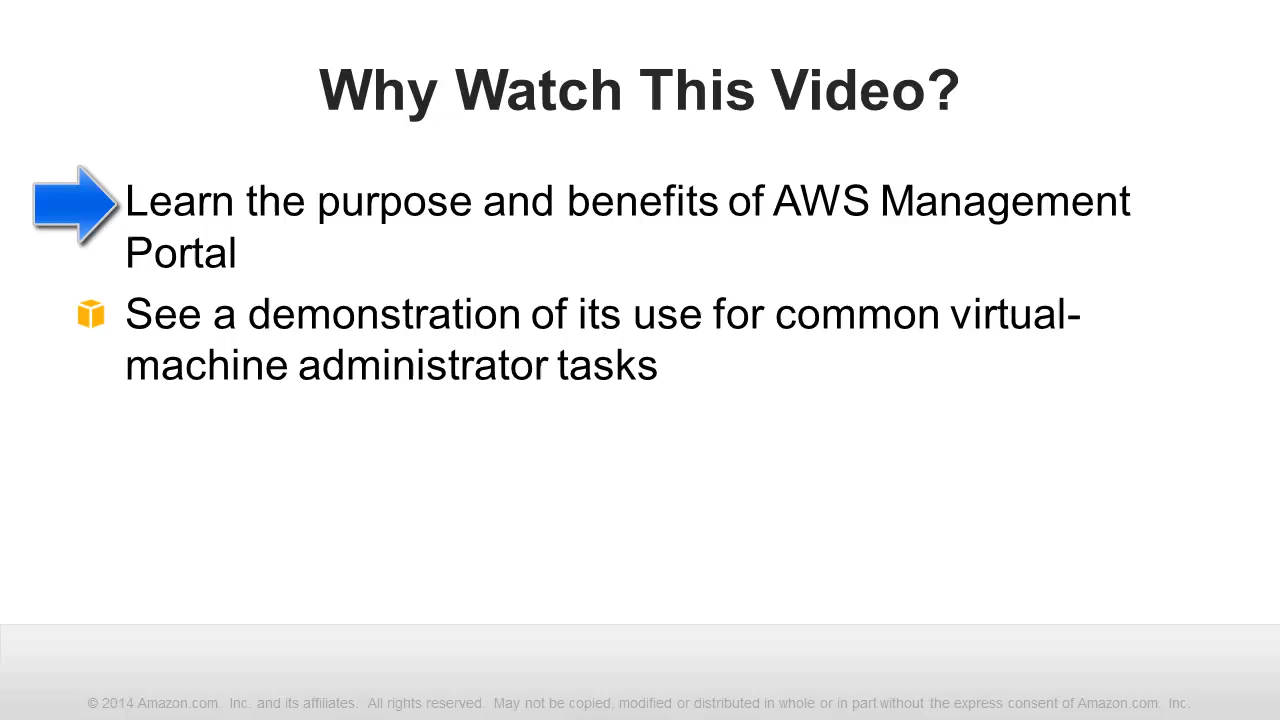 Why Watch This Video?
Learn the purpose and benefits of AWS Management
Portal
See a demonstration of its use for common virtual-
machine administrator tasks
© 2014 Amazon.com. Inc. and its affiliates. All rights reserved. May not be copied, modified or distributed in whole or in part without the express consent of Amazon.com. Inc.